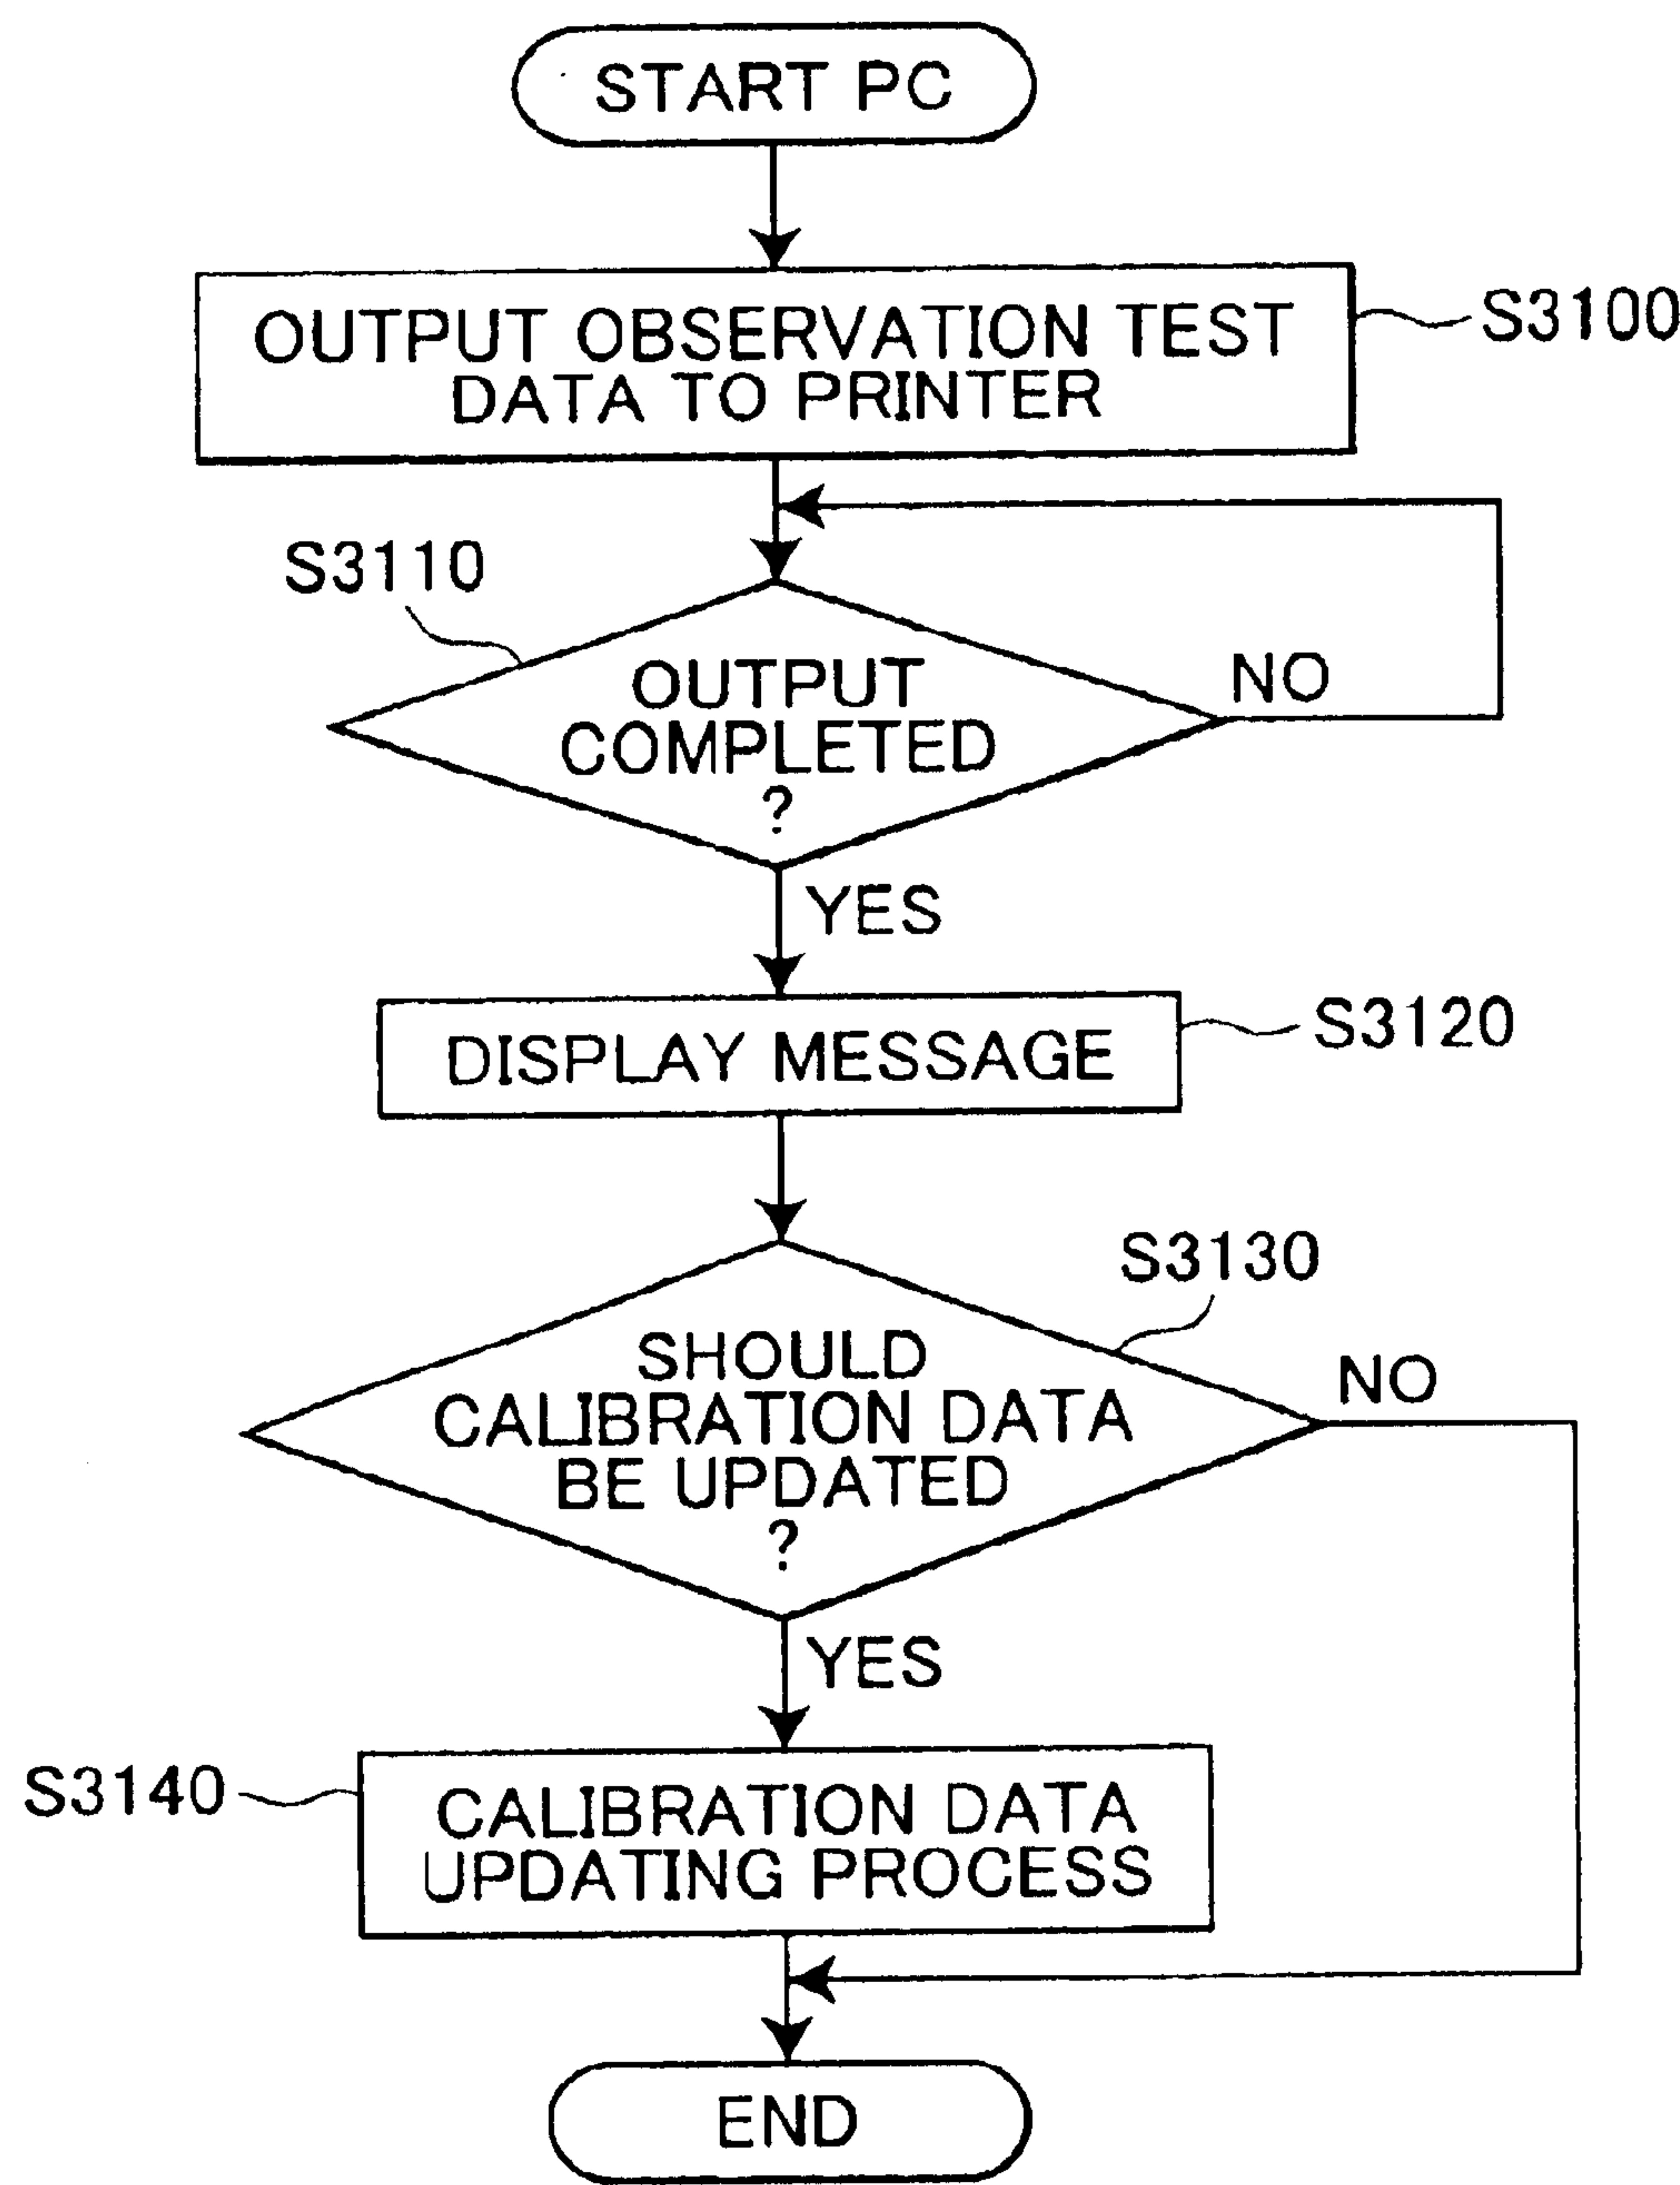 START PC
OUTPUT OBSERVATION TEST
DATA TO PRINTER
S3100
S3110
OUTPUT
COMPLETED
?
NO
YES
DISPLAY MESSAGE
S3120
S3130
SHOULD
CALIBRATION DATA
BE UPDATED
?
NO
YES
S3140
CALIBRATION DATA
UPDATING PROCESS
END